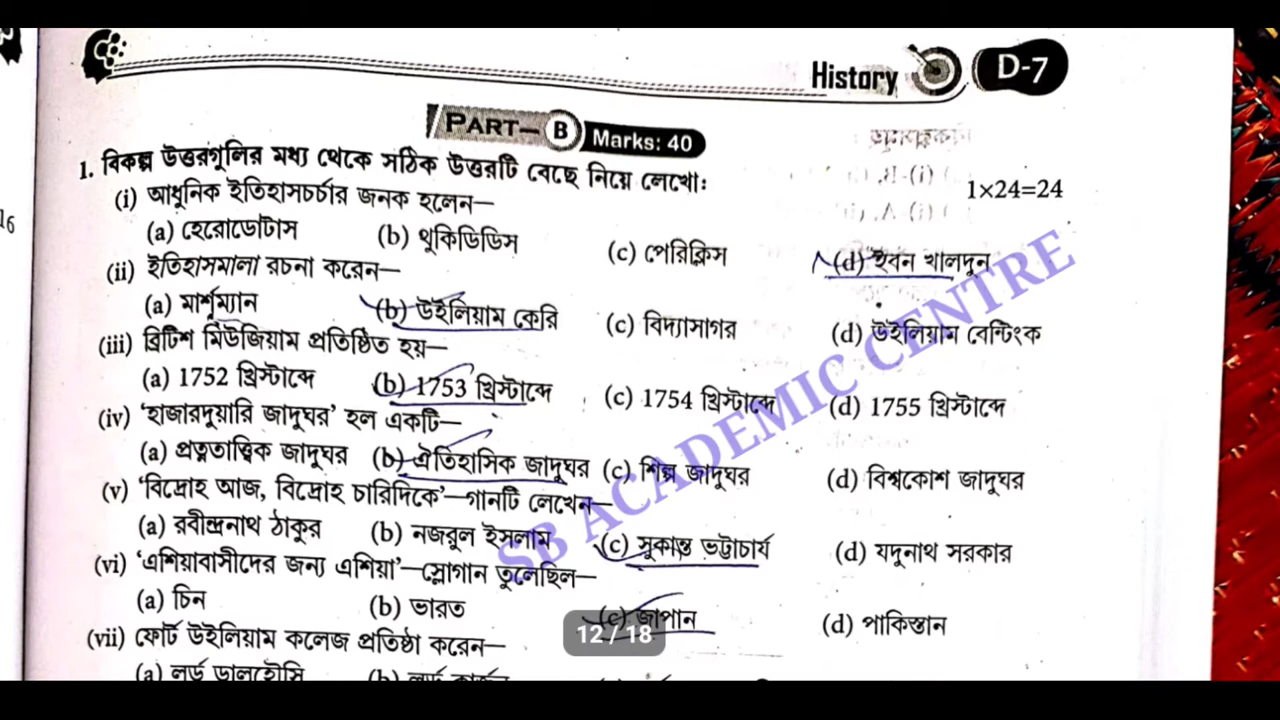 History D-7
PART– B Marks: 40
1. বিকল্প উত্তরগুলির মধ্য থেকে সঠিক উত্তরটি বেছে নিয়ে লেখো: 1×24=24
(i) আধুনিক ইতিহাসচর্চার জনক হলেন—
(a) হেরোডোটাস (b) থুকিডিডিস (c) পেরিক্লিস (d) ইবন খালদুন
(ii) ইতিহাসমালা রচনা করেন—
(a) মার্শম্যান (b) উইলিয়াম কেরি (c) বিদ্যাসাগর (d) উইলিয়াম বেন্টিংক
(iii) ব্রিটিশ মিউজিয়াম প্রতিষ্ঠিত হয়—
(a) 1752 খ্রিস্টাব্দে (b) 1753 খ্রিস্টাব্দে (c) 1754 খ্রিস্টাব্দে (d) 1755 খ্রিস্টাব্দে
(iv) ‘হাজারদুয়ারি জাদুঘর’ হল একটি—
(a) প্রত্নতাত্ত্বিক জাদুঘর (b) ঐতিহাসিক জাদুঘর (c) শিল্প জাদুঘর (d) বিশ্বকোশ জাদুঘর
(v) ‘বিদ্রোহ আজ, বিদ্রোহ চারিদিকে’—গানটি লেখেন—
(a) রবীন্দ্রনাথ ঠাকুর (b) নজরুল ইসলাম (c) সুকান্ত ভট্টাচার্য (d) যদুনাথ সরকার
(vi) ‘এশিয়াবাসীদের জন্য এশিয়া’—স্লোগান তুলেছিল—
(a) চিন (b) ভারত (c) জাপান (d) পাকিস্তান
(vii) ফোর্ট উইলিয়াম কলেজ প্রতিষ্ঠা করেন—
(a) লর্ড ডালহৌসি (b) লর্ড কার্জন
SB ACADEMIC CENTRE
12 / 18